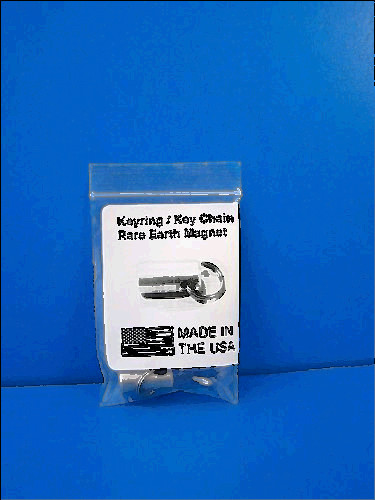 Keyring / Key Chain
Rare Earth Magnet
MADE IN
THE USA